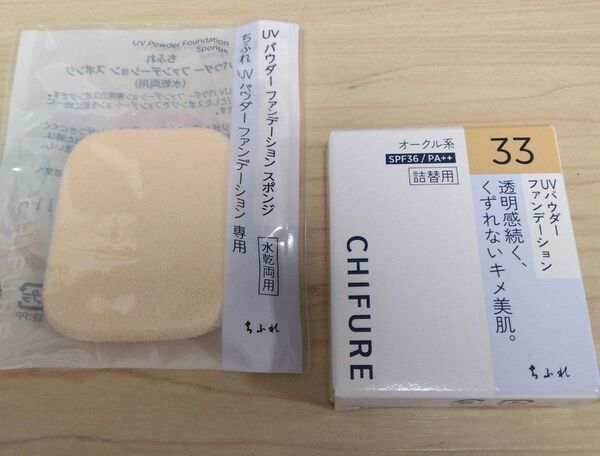 UV Powder Foundation
Sponge
ちふれ
UV パウダー ファンデーション スポンジ
ちふれ UV パウダー ファンデーション 専用
水乾両用
ちふれ
オークル系
SPF36 / PA++
詰替用
33
UVパウダー
ファンデーション
透明感続く、
くずれないキメ美肌。
CHIFURE
ちふれ